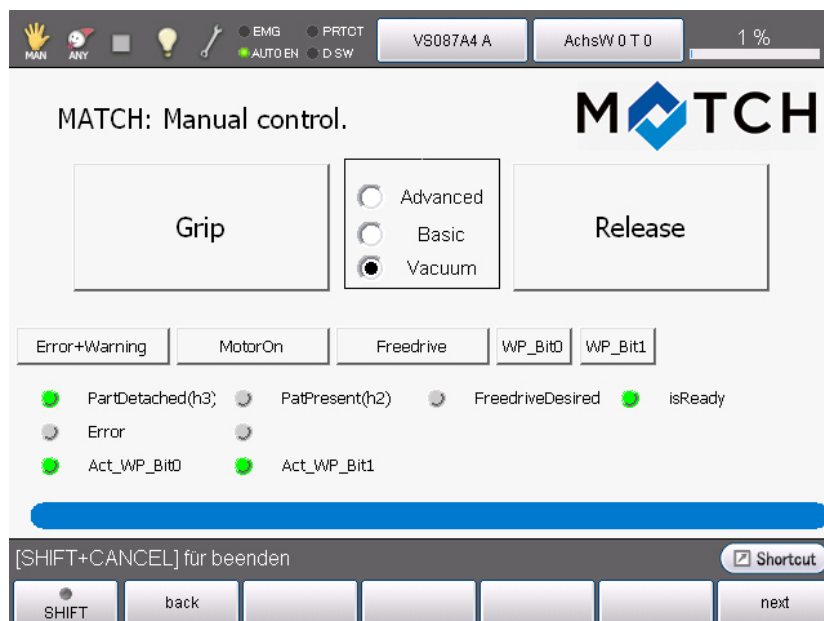 MAN ANY EMG PRTCT
AUTO EN D SW
VS087A4 A
AchsW 0 T 0
1 %
MATCH: Manual control.
MATCH
Grip
Advanced
Basic
Vacuum
Release
Error+Warning MotorOn Freedrive WP_Bit0 WP_Bit1
PartDetached(h3) PatPresent(h2) FreedriveDesired isReady
Error
Act_WP_Bit0 Act_WP_Bit1
[SHIFT+CANCEL] für beenden
Shortcut
SHIFT back next